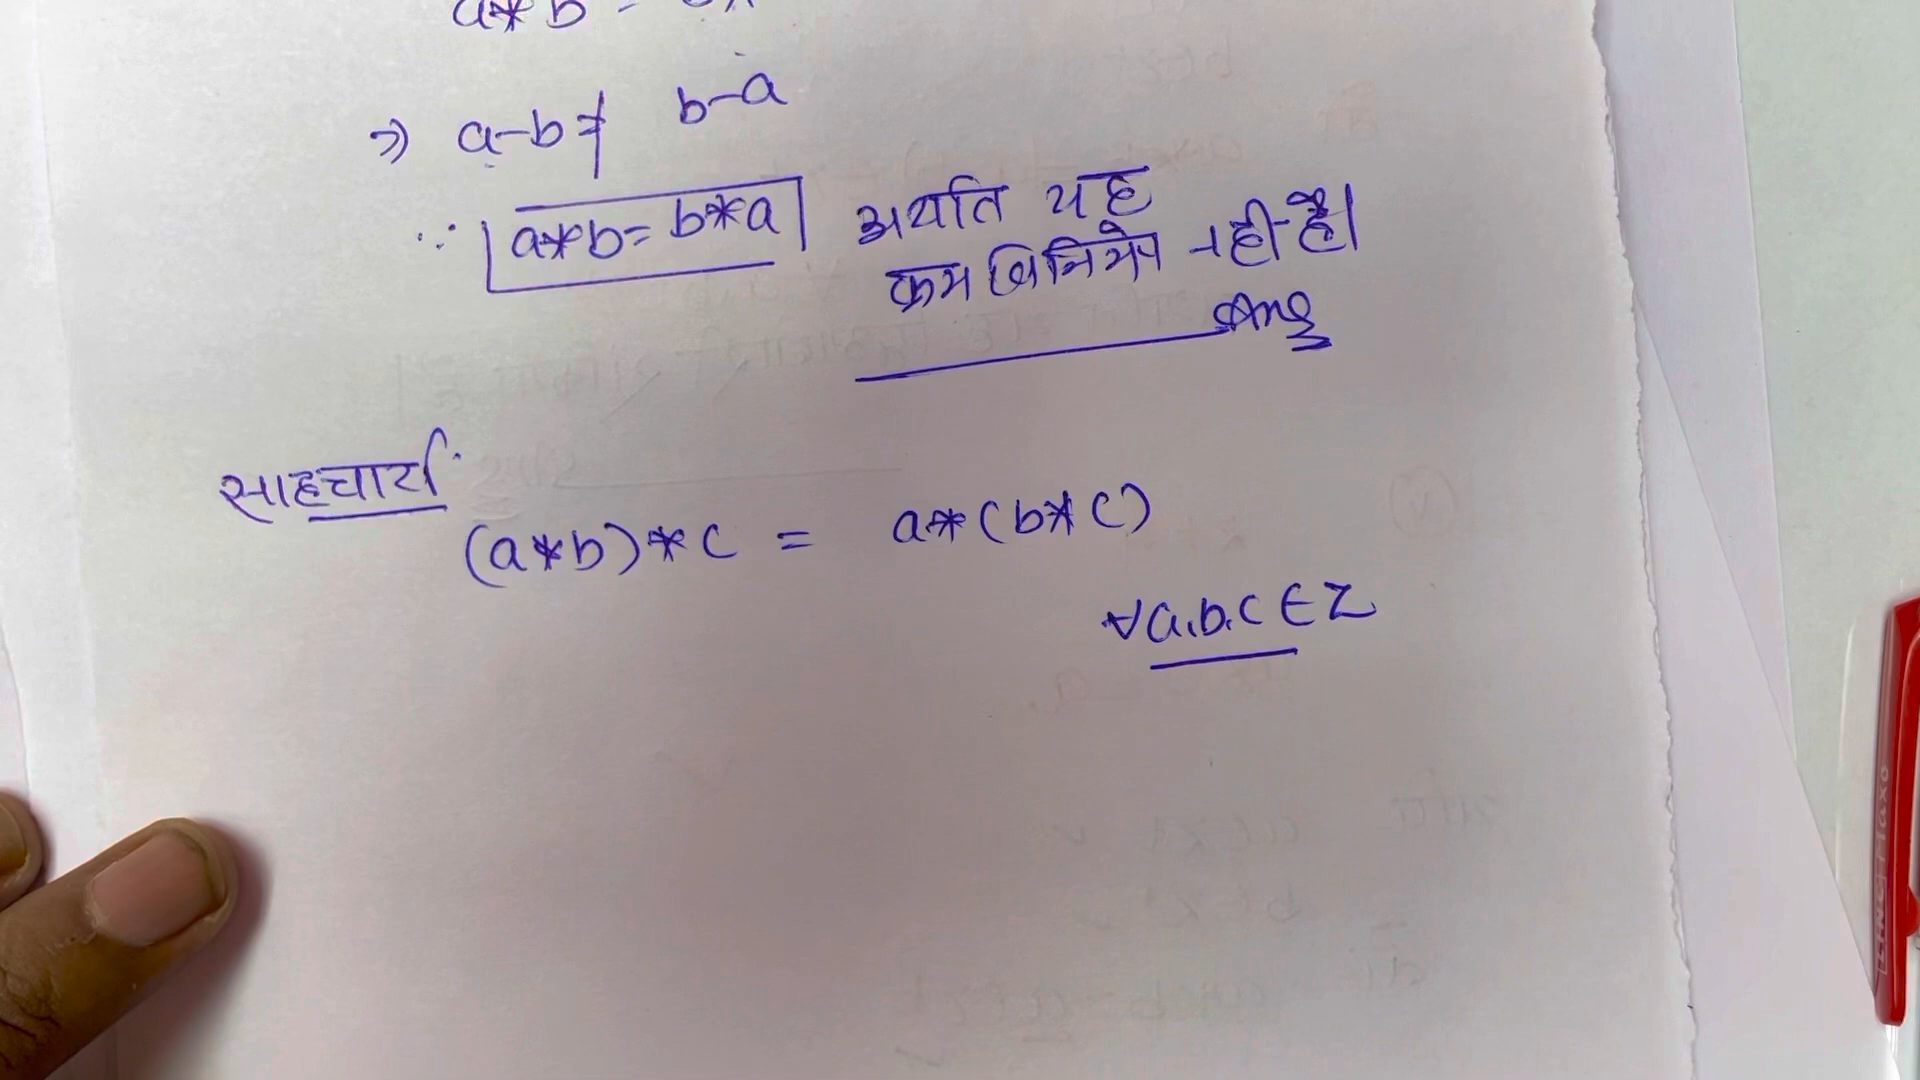 a*b =
⇒ a-b ≠ b-a
∵ a*b = b*a अर्थात यह
क्रम विनिमेय नही है।
Ans
साहचार्य
(a*b)*c = a*(b*c)
∀ a,b,c ∈ Z